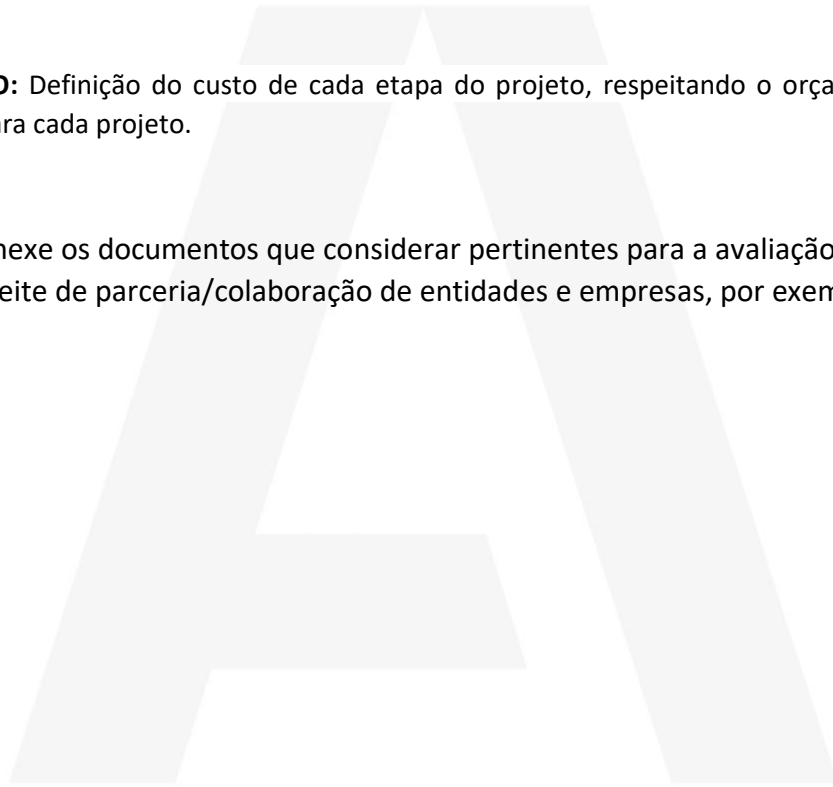 O: Definição do custo de cada etapa do projeto, respeitando o orça
ra cada projeto.
nexe os documentos que considerar pertinentes para a avaliação
eite de parceria/colaboração de entidades e empresas, por exem